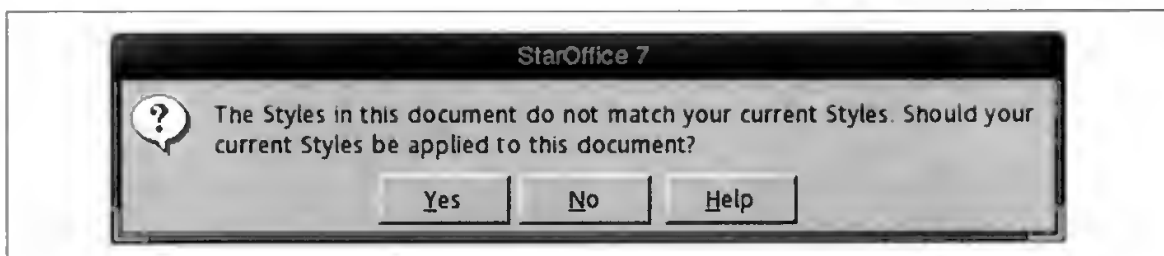 StarOffice 7
?
The Styles in this document do not match your current Styles. Should your
current Styles be applied to this document?
Yes No Help